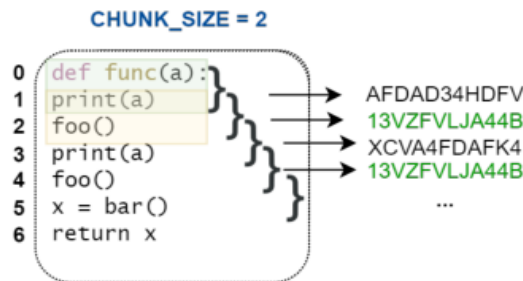 CHUNK_SIZE = 2
0 def func(a):
1 print(a)
2 foo()
3 print(a)
4 foo()
5 x = bar()
6 return x
AFDAD34HDFV
13VZFVLJA44B
XCVA4FDAFK4
13VZFVLJA44B
...